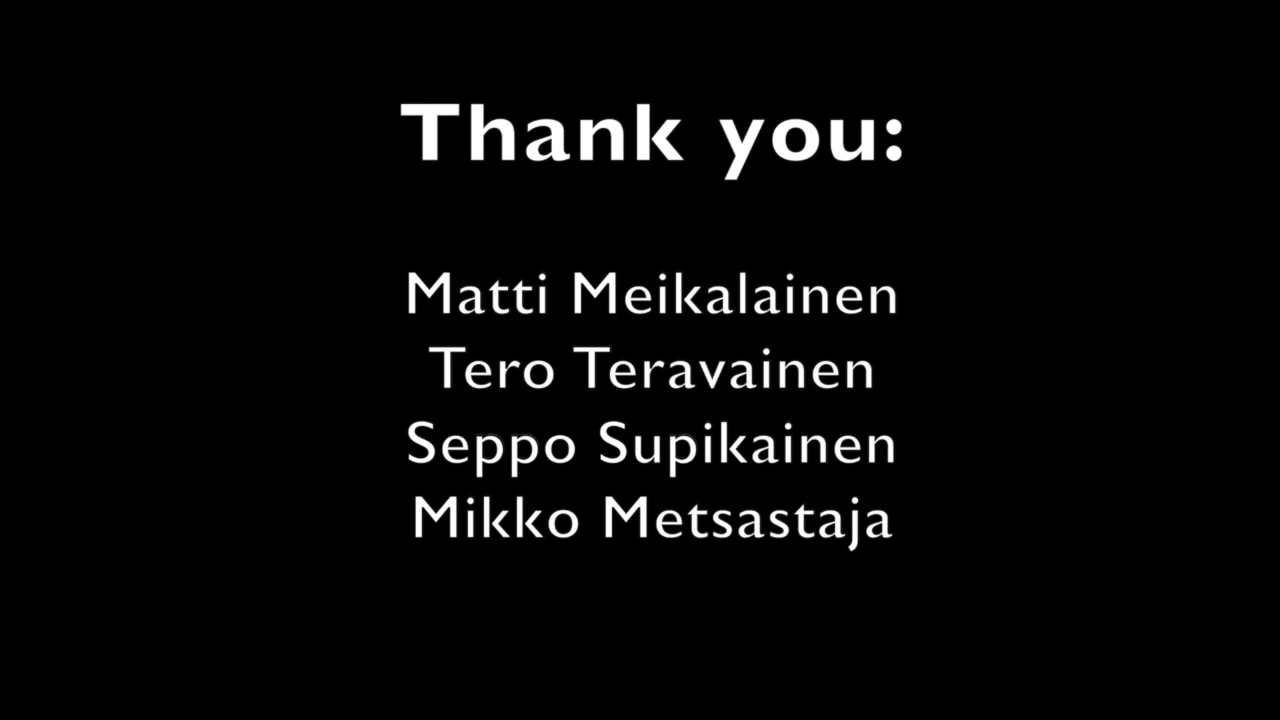 Thank you:
Matti Meikalainen
Tero Teravainen
Seppo Supikainen
Mikko Metsastaja